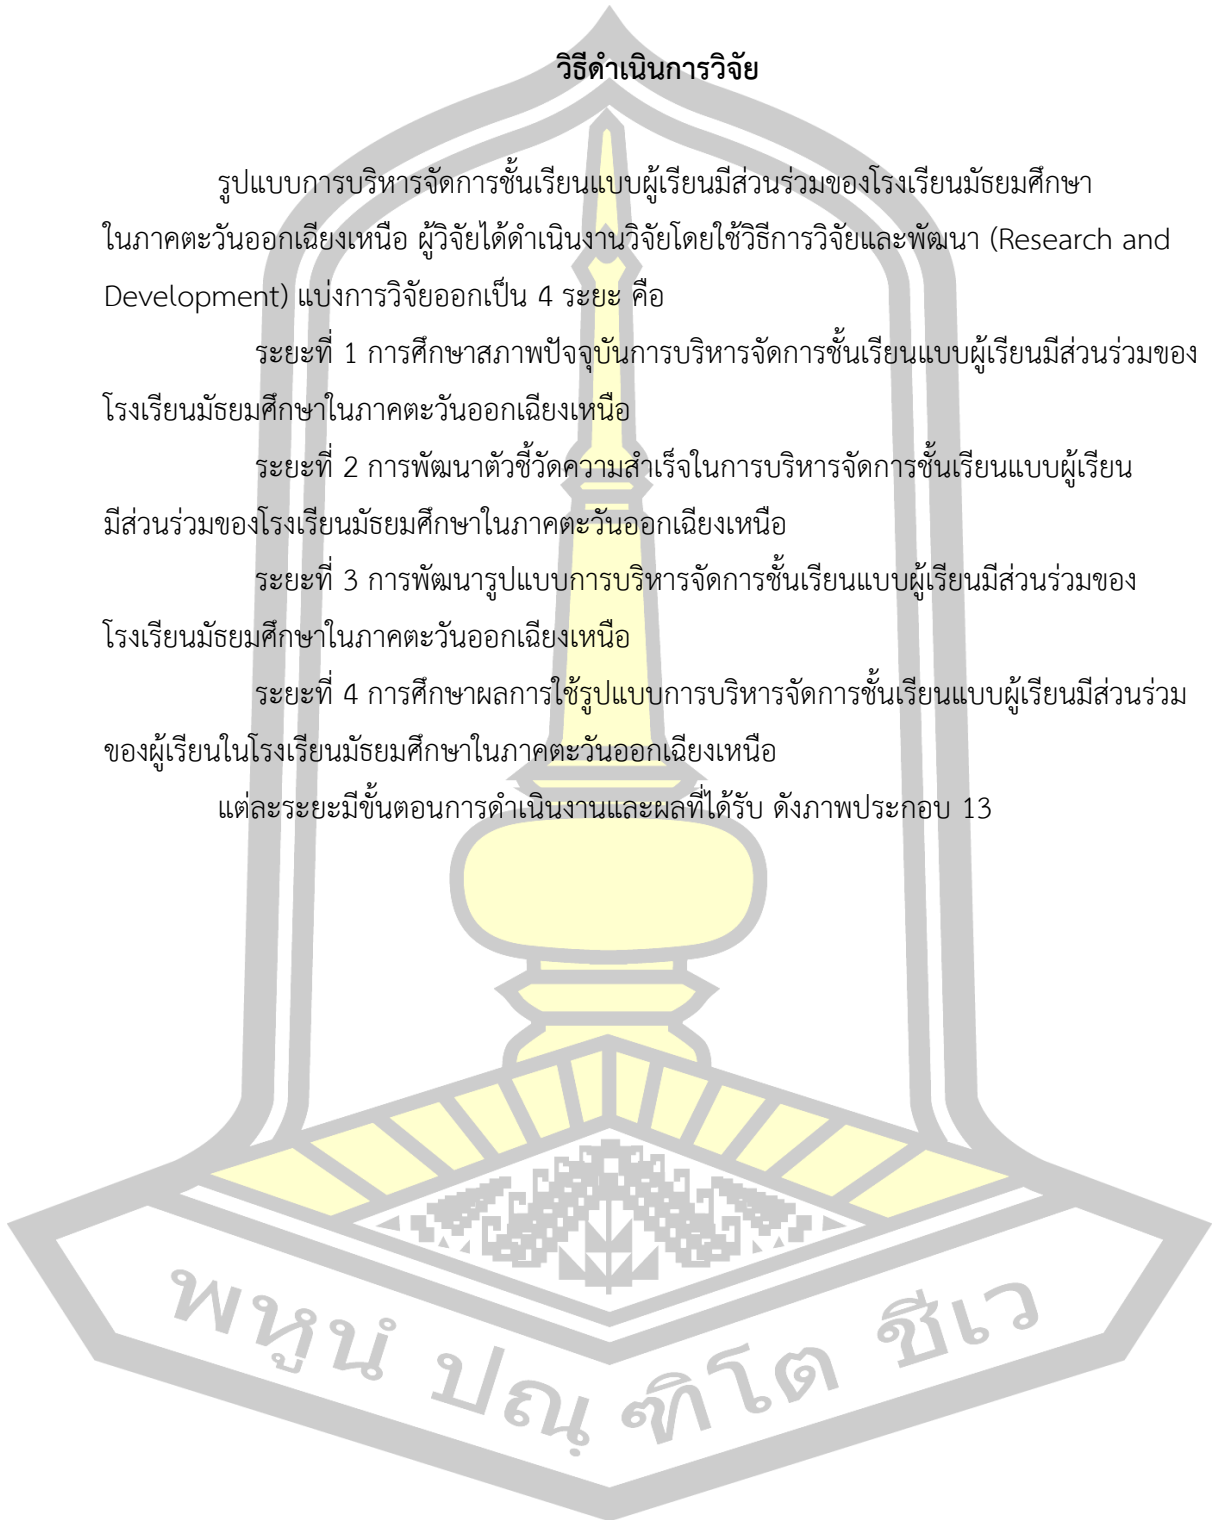 วิธีดำเนินการวิจัย
รูปแบบการบริหารจัดการชั้นเรียนแบบผู้เรียนมีส่วนร่วมของโรงเรียนมัธยมศึกษา
ในภาคตะวันออกเฉียงเหนือ ผู้วิจัยได้ดำเนินงานวิจัยโดยใช้วิธีการวิจัยและพัฒนา (Research and
Development) แบ่งการวิจัยออกเป็น 4 ระยะ คือ
ระยะที่ 1 การศึกษาสภาพปัจจุบันการบริหารจัดการชั้นเรียนแบบผู้เรียนมีส่วนร่วมของ
โรงเรียนมัธยมศึกษาในภาคตะวันออกเฉียงเหนือ
ระยะที่ 2 การพัฒนาตัวชี้วัดความสำเร็จในการบริหารจัดการชั้นเรียนแบบผู้เรียน
มีส่วนร่วมของโรงเรียนมัธยมศึกษาในภาคตะวันออกเฉียงเหนือ
ระยะที่ 3 การพัฒนารูปแบบการบริหารจัดการชั้นเรียนแบบผู้เรียนมีส่วนร่วมของ
โรงเรียนมัธยมศึกษาในภาคตะวันออกเฉียงเหนือ
ระยะที่ 4 การศึกษาผลการใช้รูปแบบการบริหารจัดการชั้นเรียนแบบผู้เรียนมีส่วนร่วม
ของผู้เรียนในโรงเรียนมัธยมศึกษาในภาคตะวันออกเฉียงเหนือ
แต่ละระยะมีขั้นตอนการดำเนินงานและผลที่ได้รับ ดังภาพประกอบ 13
พหูนํ ปณฺ ฑิโต ชีเว